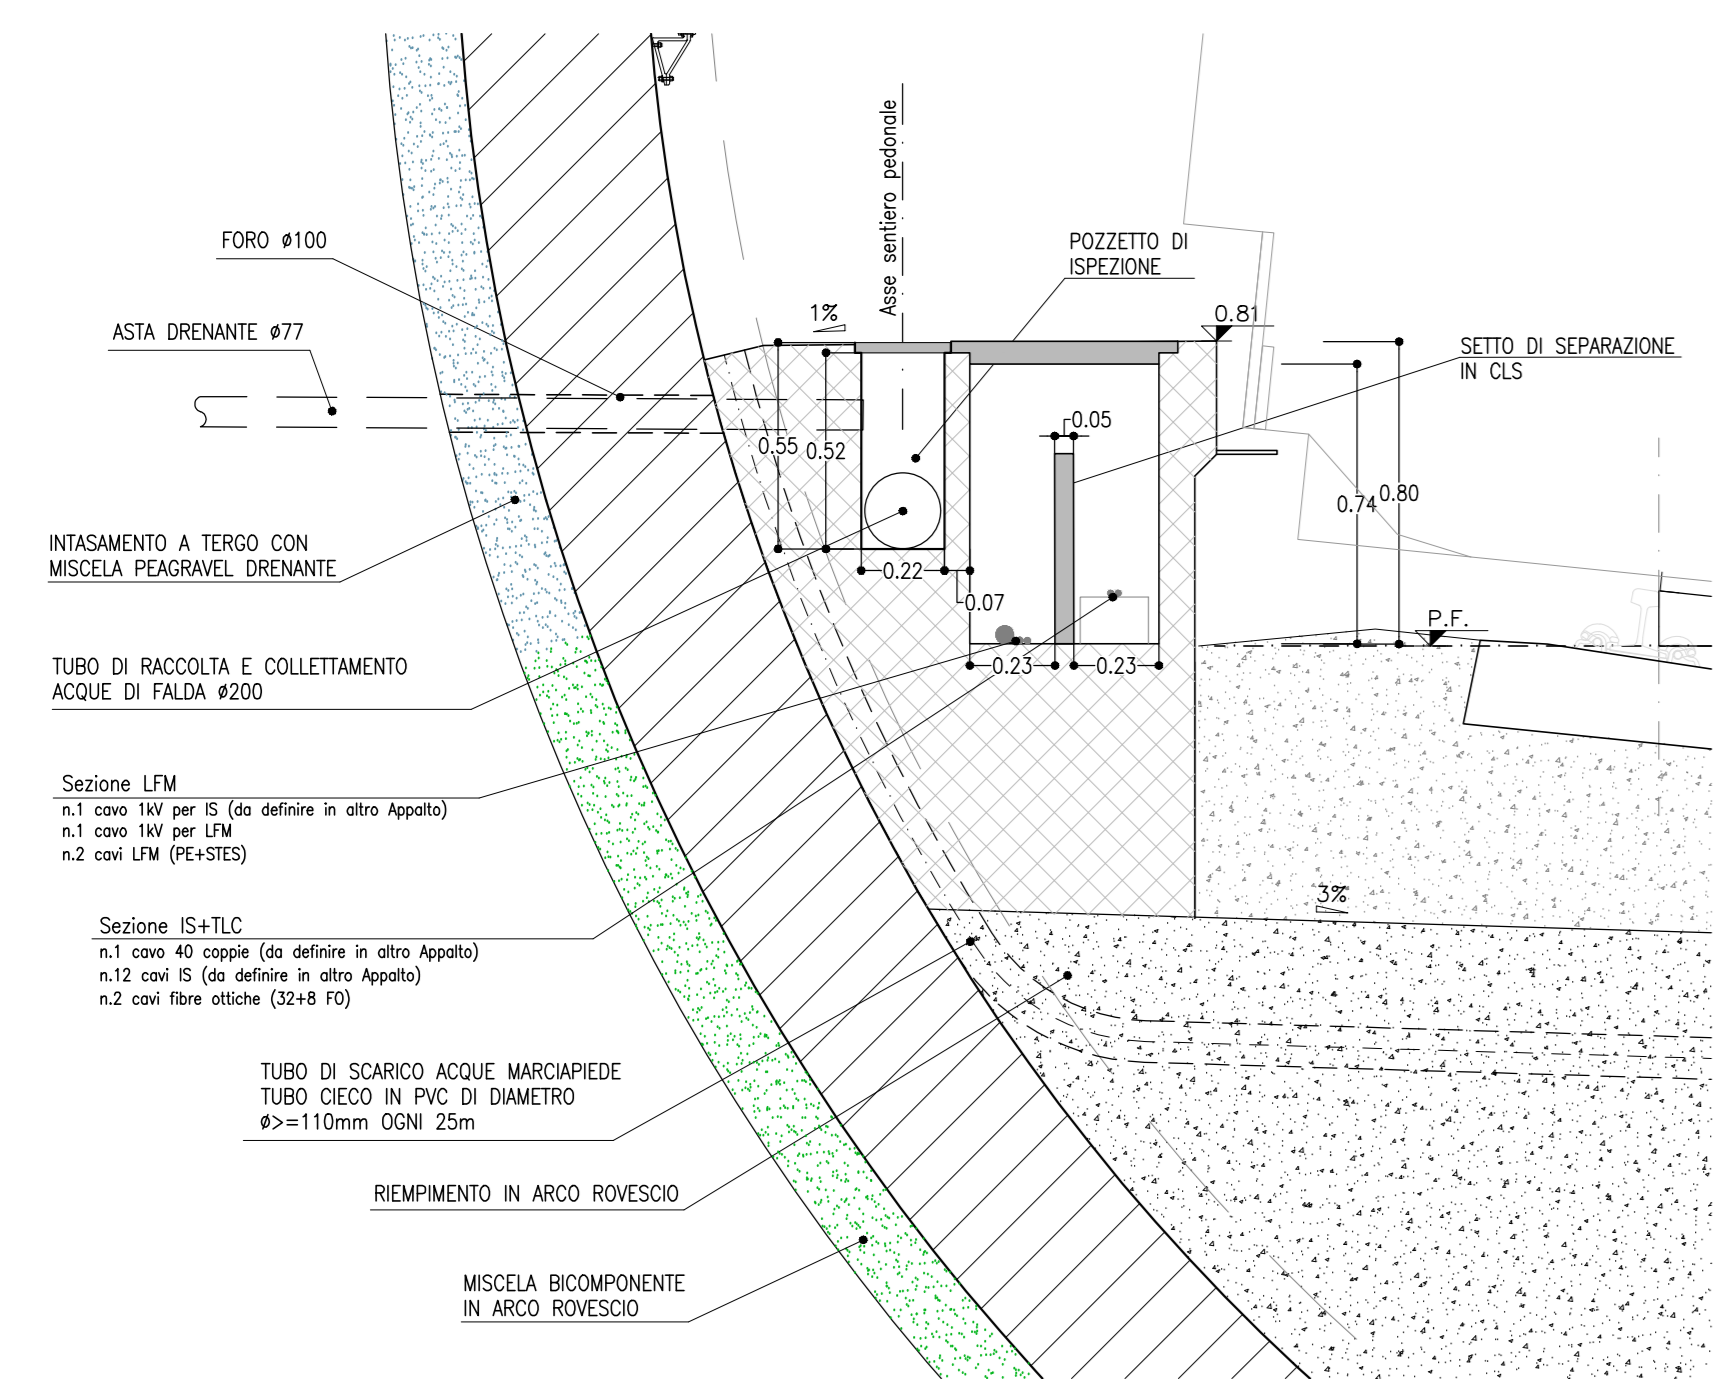 FORO ø100
ASTA DRENANTE ø77
INTASAMENTO A TERGO CON
MISCELA PEAGRAVEL DRENANTE
TUBO DI RACCOLTA E COLLETTAMENTO
ACQUE DI FALDA ø200
Sezione LFM
n.1 cavo 1kV per IS (da definire in altro Appalto)
n.1 cavo 1kV per LFM
n.2 cavi LFM (PE+STES)
Sezione IS+TLC
n.1 cavo 40 coppie (da definire in altro Appalto)
n.12 cavi IS (da definire in altro Appalto)
n.2 cavi fibre ottiche (32+8 FO)
TUBO DI SCARICO ACQUE MARCIAPIEDE
TUBO CIECO IN PVC DI DIAMETRO
ø>=110mm OGNI 25m
RIEMPIMENTO IN ARCO ROVESCIO
MISCELA BICOMPONENTE
IN ARCO ROVESCIO
Asse sentiero pedonale
1%
POZZETTO DI
ISPEZIONE
0.81
SETTO DI SEPARAZIONE
IN CLS
0.05
0.55
0.52
0.74
0.80
0.22
0.07
P.F.
0.23
0.23
3%